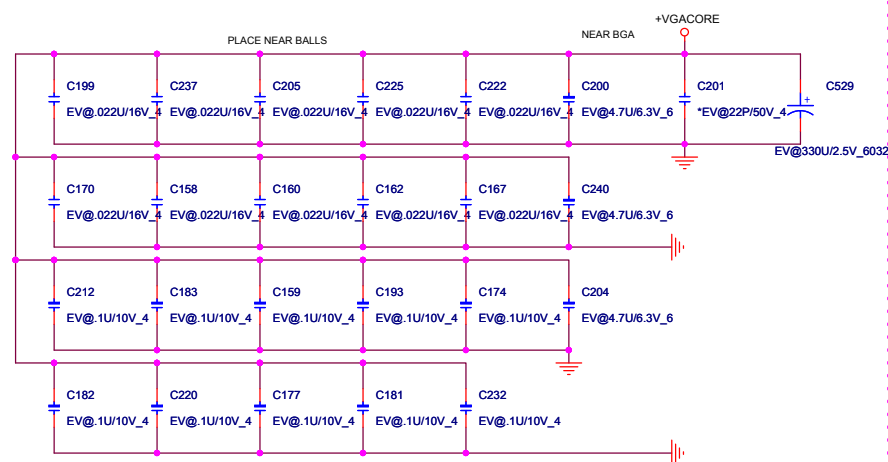 +VGACORE
PLACE NEAR BALLS
NEAR BGA
C199 C237 C205 C225 C222 C200 C201 C529
+
EV@.022U/16V_4 EV@.022U/16V_4 EV@.022U/16V_4 EV@.022U/16V_4 EV@.022U/16V_4 EV@4.7U/6.3V_6 *EV@22P/50V_4
EV@330U/2.5V_6032
C170 C158 C160 C162 C167 C240
EV@.022U/16V_4 EV@.022U/16V_4 EV@.022U/16V_4 EV@.022U/16V_4 EV@.022U/16V_4 EV@4.7U/6.3V_6
C212 C183 C159 C193 C174 C204
EV@.1U/10V_4 EV@.1U/10V_4 EV@.1U/10V_4 EV@.1U/10V_4 EV@.1U/10V_4 EV@4.7U/6.3V_6
C182 C220 C177 C181 C232
EV@.1U/10V_4 EV@.1U/10V_4 EV@.1U/10V_4 EV@.1U/10V_4 EV@.1U/10V_4